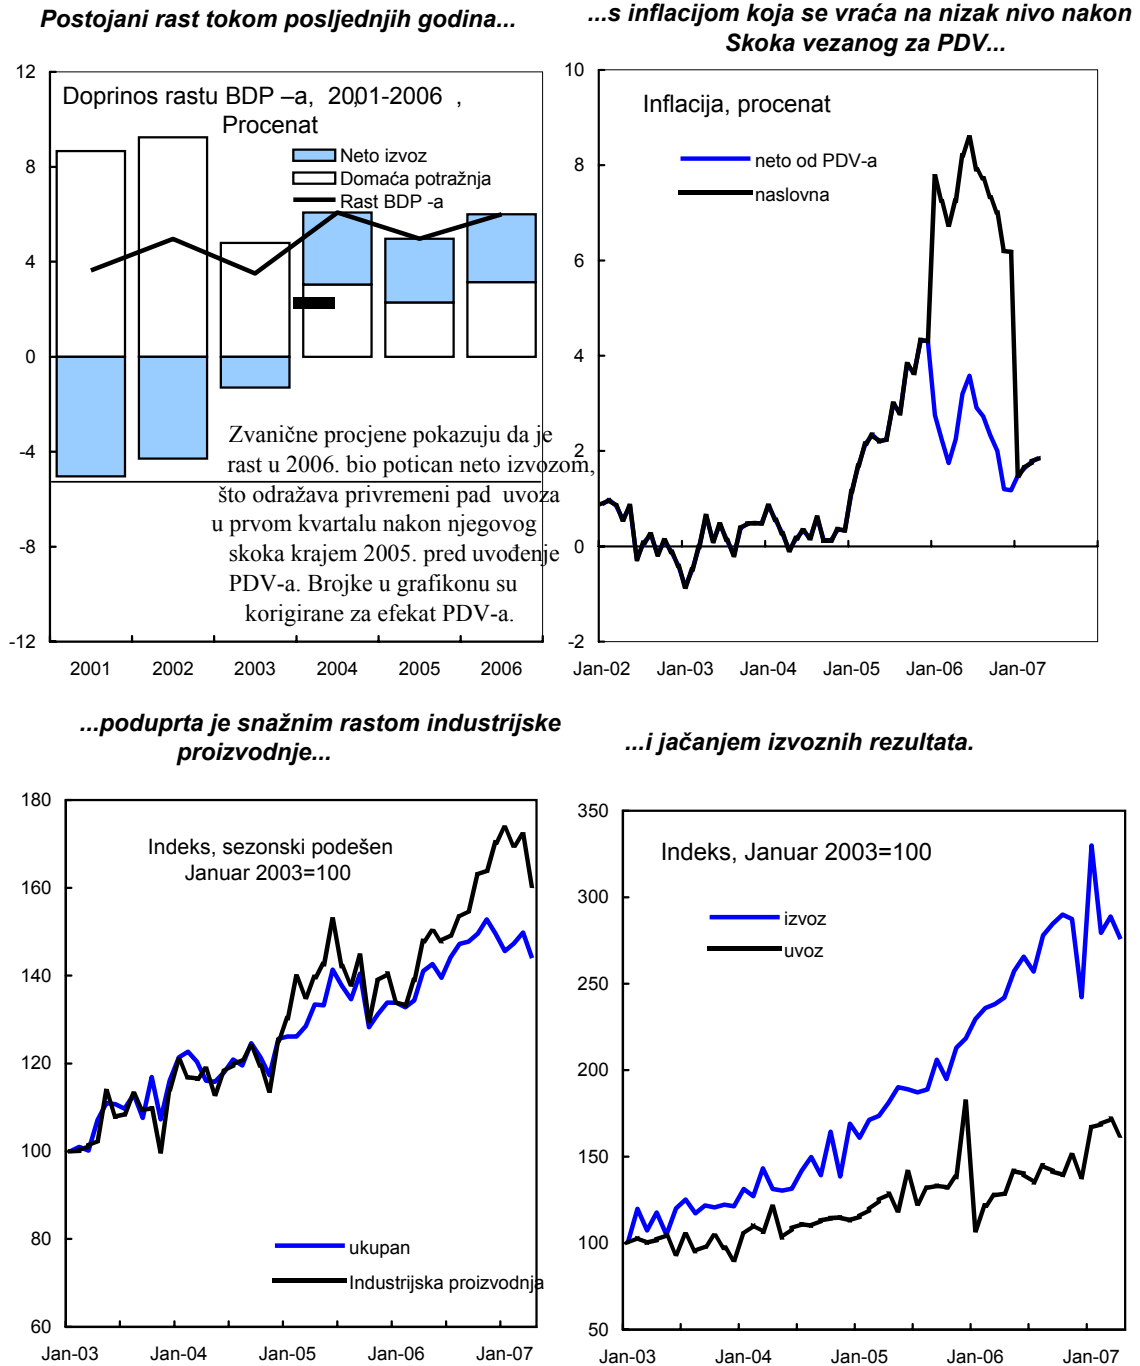 Postojani rast tokom posljednjih godina...
...s inflacijom koja se vraća na nizak nivo nakon
Skoka vezanog za PDV...
Doprinos rastu BDP –a, 2001-2006 ,
Procenat
Neto izvoz
Domaća potražnja
Rast BDP -a
12
8
4
0
-4
-8
-12
Zvanične procjene pokazuju da je
rast u 2006. bio potican neto izvozom,
što odražava privremeni pad uvoza
u prvom kvartalu nakon njegovog
skoka krajem 2005. pred uvođenje
PDV-a. Brojke u grafikonu su
korigirane za efekat PDV-a.
2001 2002 2003 2004 2005 2006
Inflacija, procenat
neto od PDV-a
naslovna
10
8
6
4
2
0
-2
Jan-02 Jan-03 Jan-04 Jan-05 Jan-06 Jan-07
...poduprta je snažnim rastom industrijske
proizvodnje...
Indeks, sezonski podešen
Januar 2003=100
180
160
140
120
100
80
60
ukupan
Industrijska proizvodnja
Jan-03 Jan-04 Jan-05 Jan-06 Jan-07
...i jačanjem izvoznih rezultata.
Indeks, Januar 2003=100
izvoz
uvoz
350
300
250
200
150
100
50
Jan-03 Jan-04 Jan-05 Jan-06 Jan-07